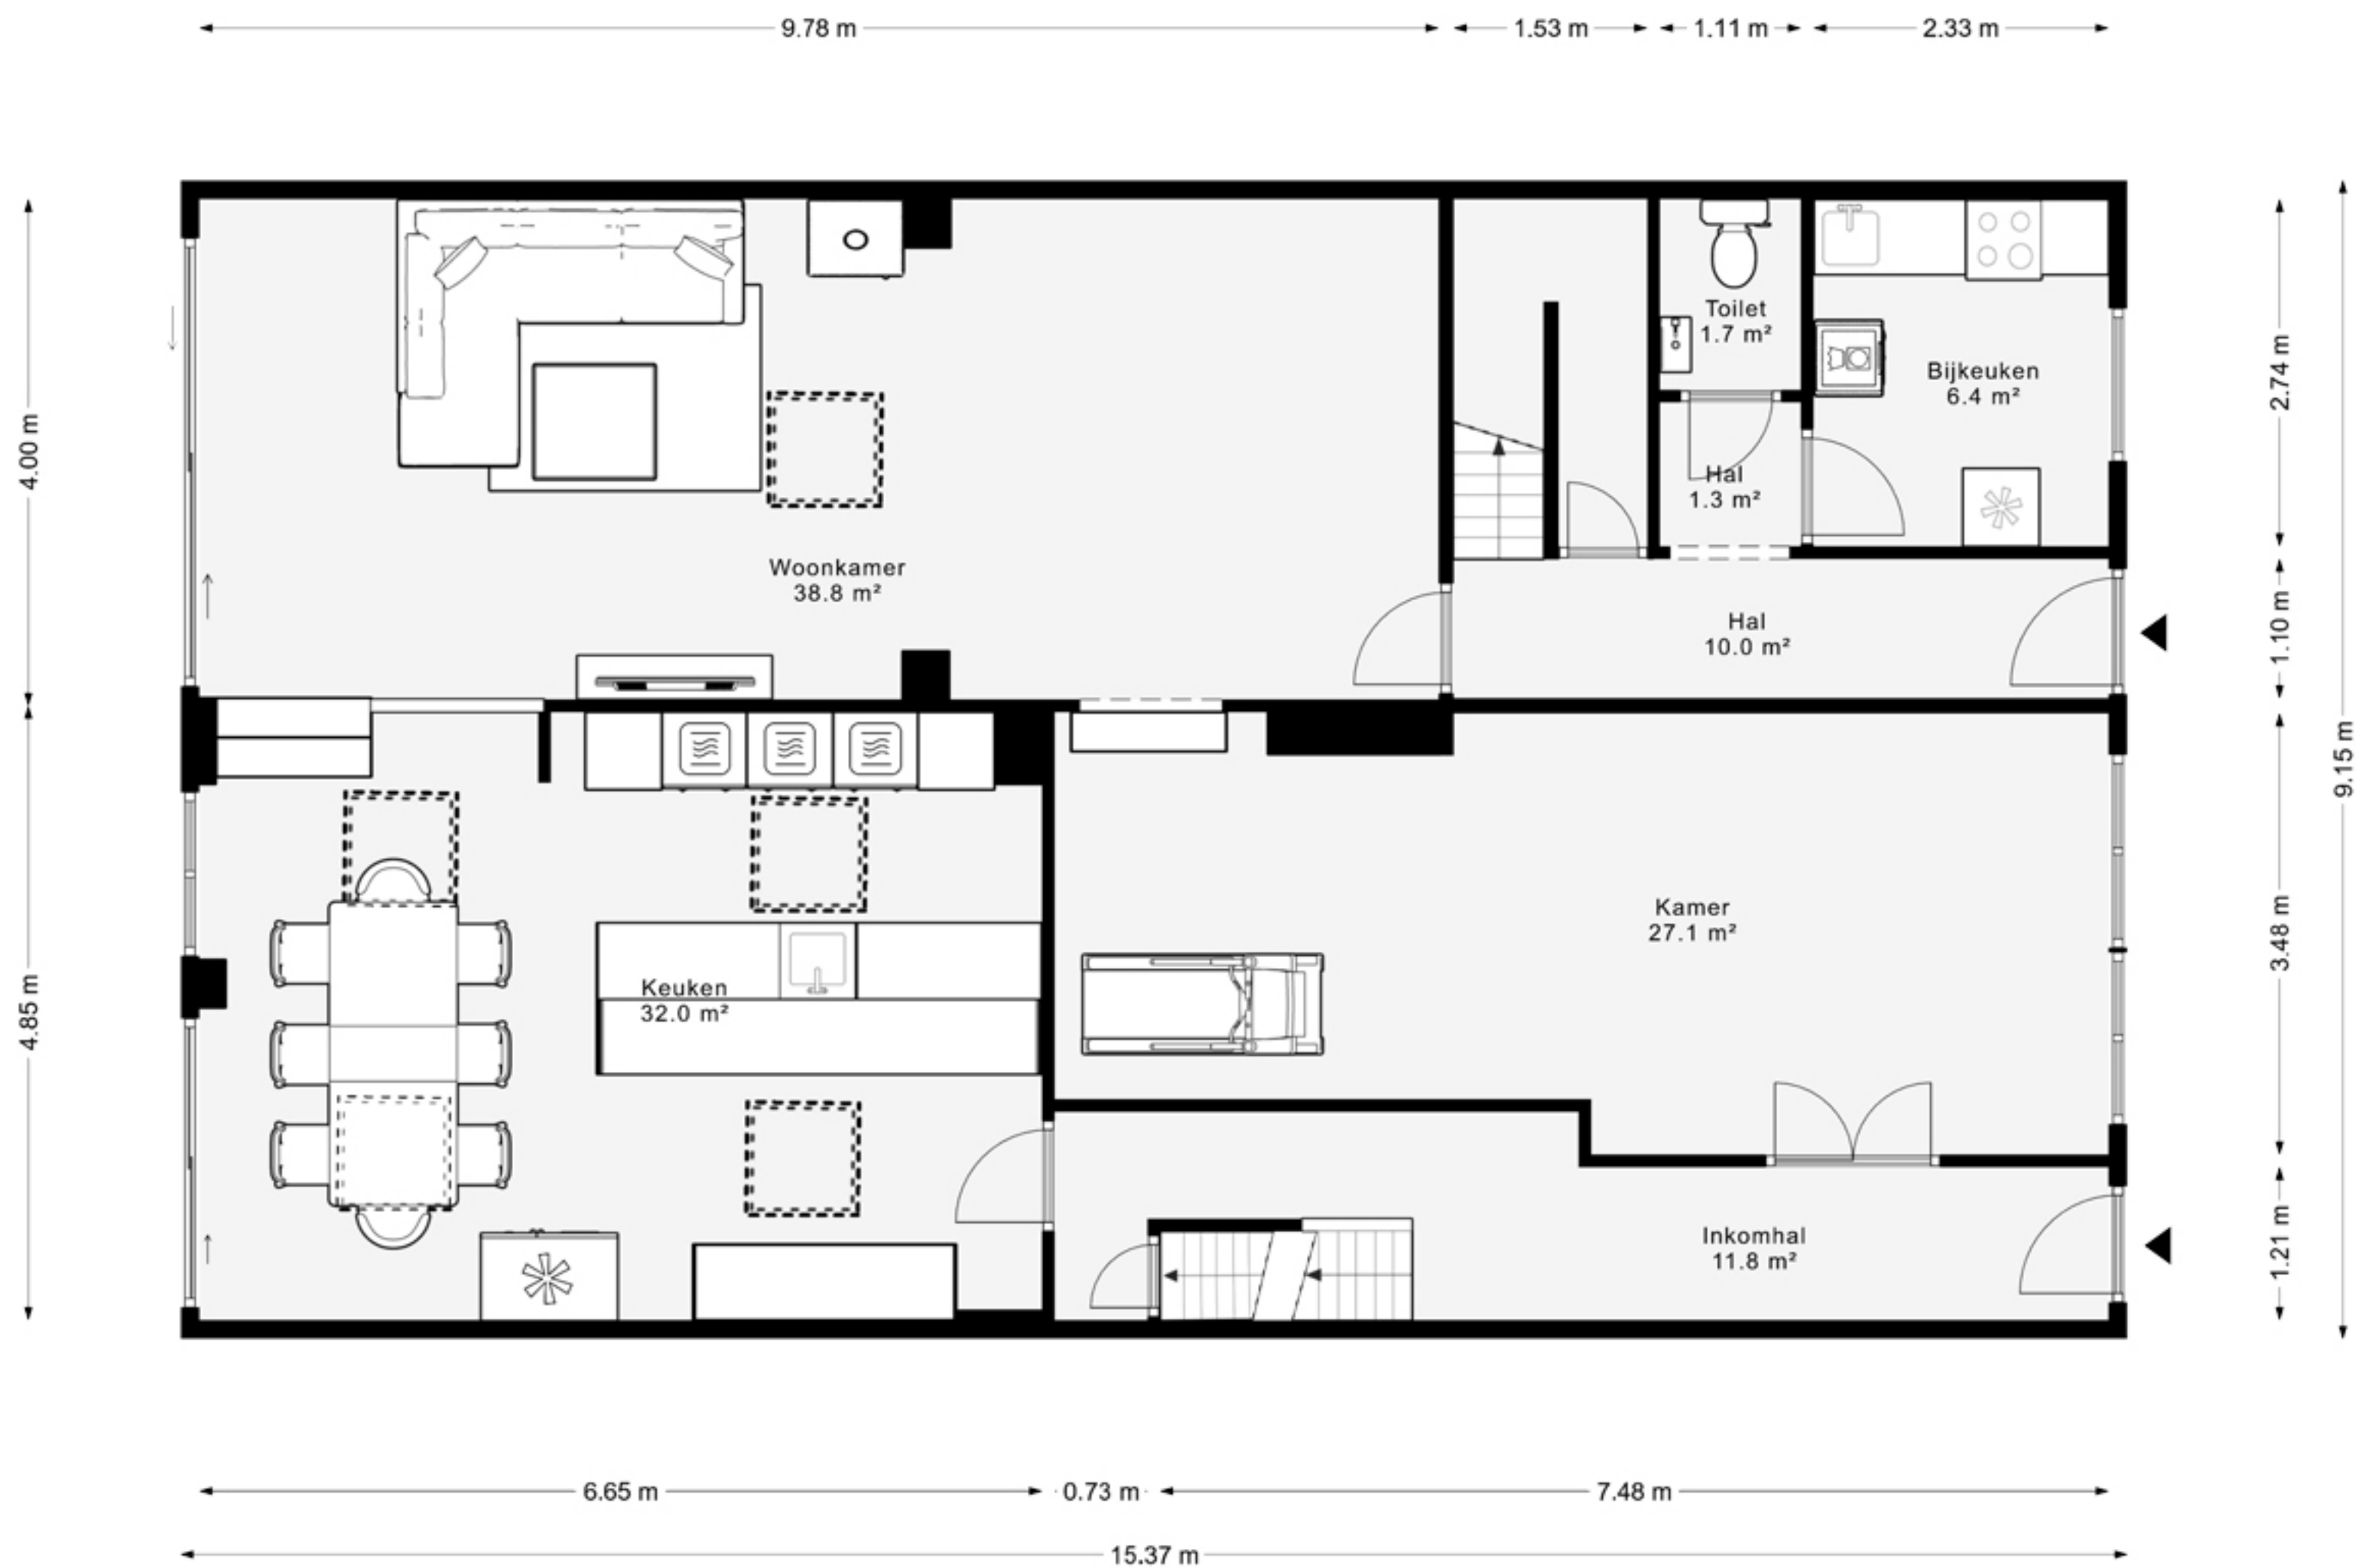 9.78 m
1.53 m
1.11 m
2.33 m
4.00 m
4.85 m
Toilet
1.7 m²
Bijkeuken
6.4 m²
Hal
1.3 m²
Woonkamer
38.8 m²
Hal
10.0 m²
2.74 m
1.10 m
9.15 m
Kamer
27.1 m²
3.48 m
Keuken
32.0 m²
Inkomhal
11.8 m²
1.21 m
6.65 m
0.73 m
7.48 m
15.37 m